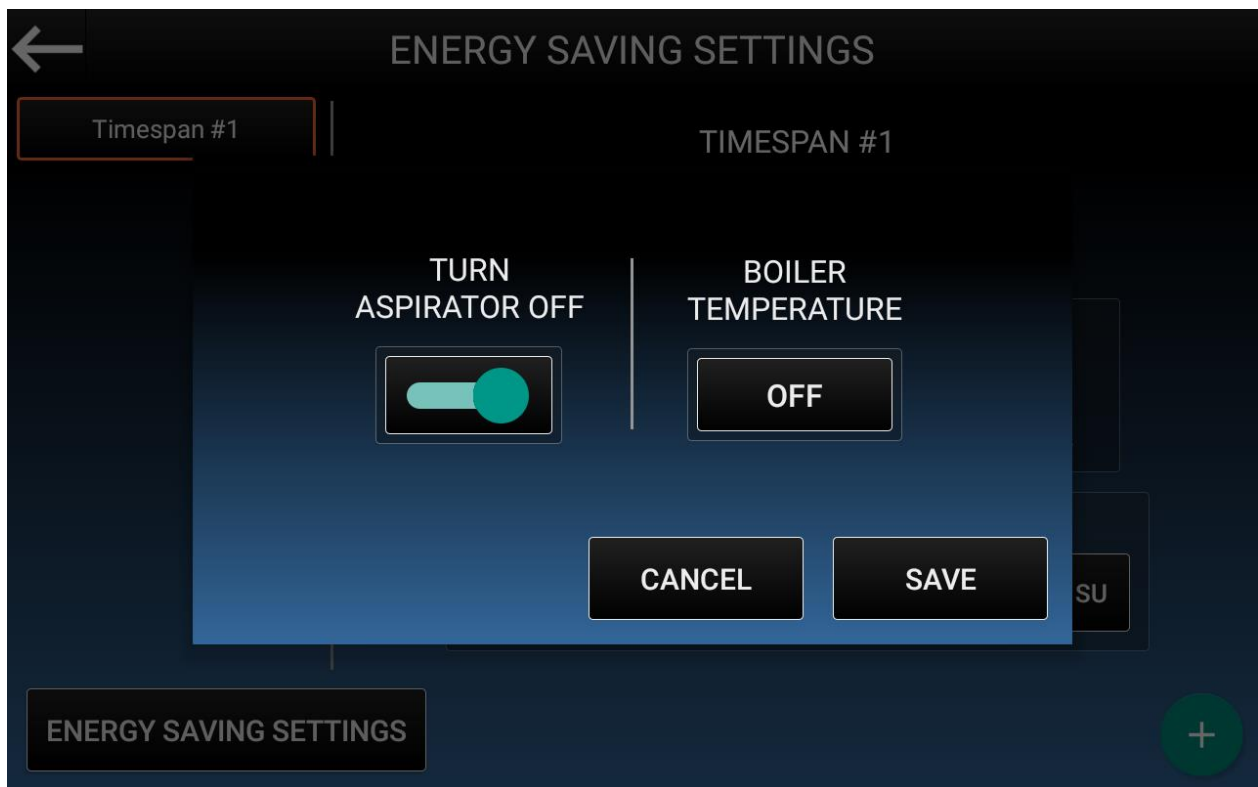 ENERGY SAVING SETTINGS
Timespan #1
TIMESPAN #1
TURN
ASPIRATOR OFF
BOILER
TEMPERATURE
OFF
CANCEL
SAVE
SU
ENERGY SAVING SETTINGS
+